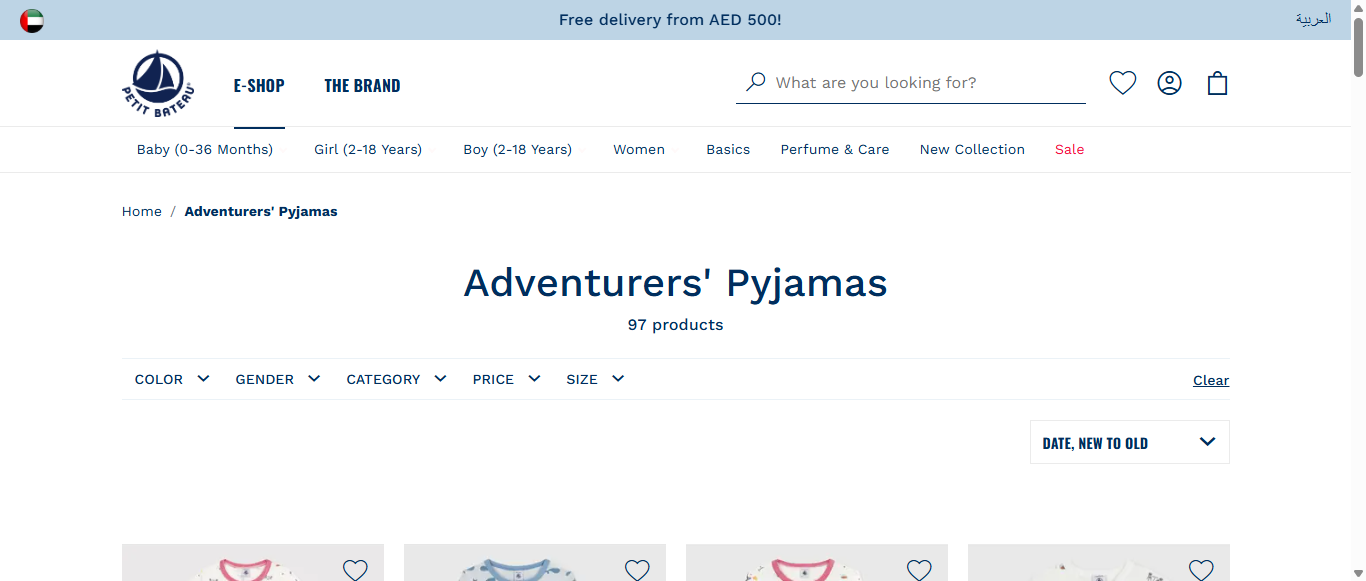 Free delivery from AED 500!
العربية
PETIT BATEAU
E-SHOP
THE BRAND
What are you looking for?
Baby (0-36 Months)
Girl (2-18 Years)
Boy (2-18 Years)
Women
Basics
Perfume & Care
New Collection
Sale
Home / Adventurers' Pyjamas
Adventurers' Pyjamas
97 products
COLOR
GENDER
CATEGORY
PRICE
SIZE
Clear
DATE, NEW TO OLD